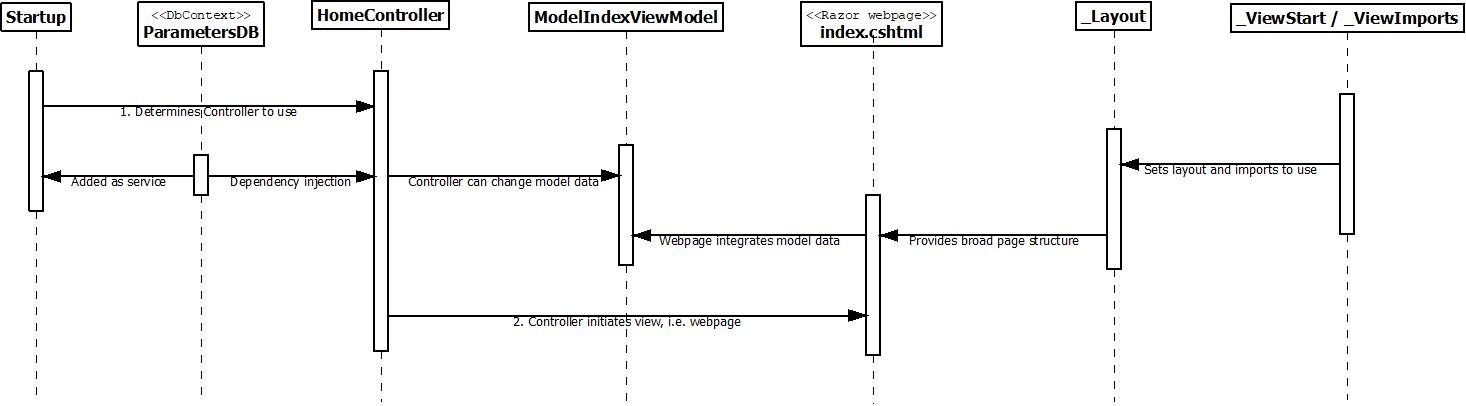 Startup
<<DbContext>>
ParametersDB
HomeController
ModelIndexViewModel
<<Razor webpage>>
index.cshtml
_Layout
_ViewStart / _ViewImports
1. Determines Controller to use
Added as service
Dependency injection
Controller can change model data
Sets layout and imports to use
Webpage integrates model data
Provides broad page structure
2. Controller initiates view, i.e. webpage